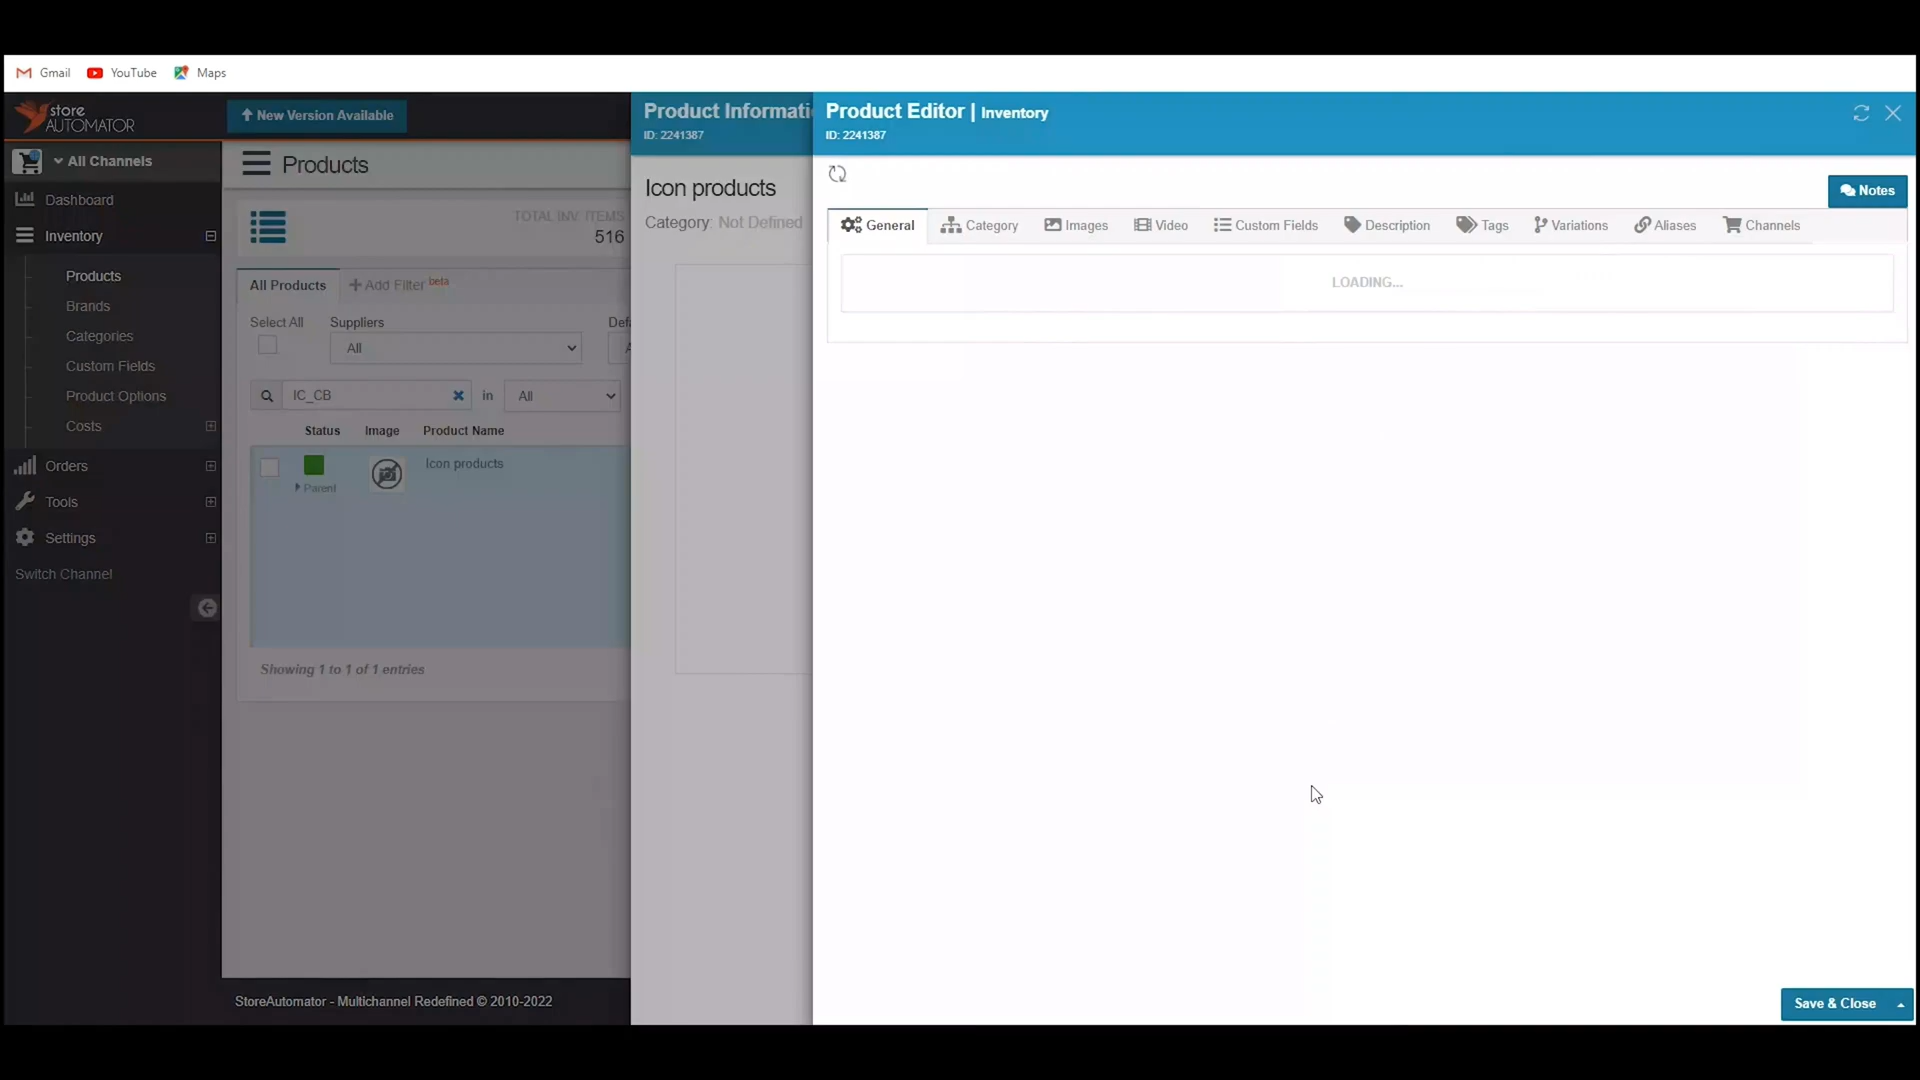 Gmail YouTube Maps
store AUTOMATOR
New Version Available
All Channels
Dashboard
Inventory
Products
Brands
Categories
Custom Fields
Product Options
Costs
Orders
Tools
Settings
Switch Channel
Products
TOTAL INV. ITEMS
516
All Products Add Filter beta
Select All Suppliers
All
IC_CB in All
Status Image Product Name
Parent Icon products
Showing 1 to 1 of 1 entries
StoreAutomator - Multichannel Redefined © 2010-2022
Product Informati
ID: 2241387
Icon products
Category: Not Defined
Product Editor | Inventory
ID: 2241387
Notes
General Category Images Video Custom Fields Description Tags Variations Aliases Channels
LOADING...
Save & Close